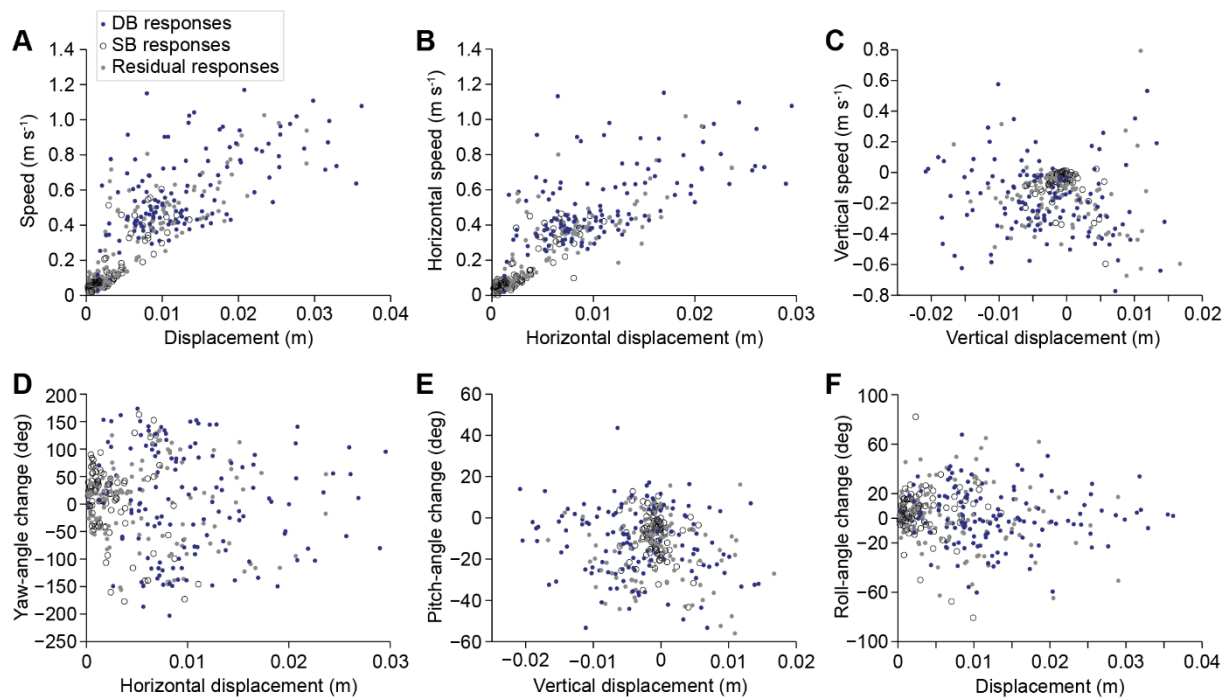 DB responses
SB responses
Residual responses
A
1.4
1.2
1.0
0.8
0.6
0.4
0.2
0
Speed (m s-1)
0 0.01 0.02 0.03 0.04
Displacement (m)
B
1.4
1.2
1.0
0.8
0.6
0.4
0.2
0
Horizontal speed (m s-1)
0 0.01 0.02 0.03
Horizontal displacement (m)
C
0.8
0.6
0.4
0.2
0
−0.2
−0.4
−0.6
−0.8
Vertical speed (m s-1)
-0.02 -0.01 0 0.01 0.02
Vertical displacement (m)
D
200
150
100
50
0
−50
−100
−150
−200
−250
Yaw-angle change (deg)
0 0.01 0.02 0.03
Horizontal displacement (m)
E
60
40
20
0
−20
−40
−60
Pitch-angle change (deg)
−0.02 −0.01 0 0.01 0.02
Vertical displacement (m)
F
100
60
20
0
−20
−60
−100
Roll-angle change (deg)
0 0.01 0.02 0.03 0.04
Displacement (m)